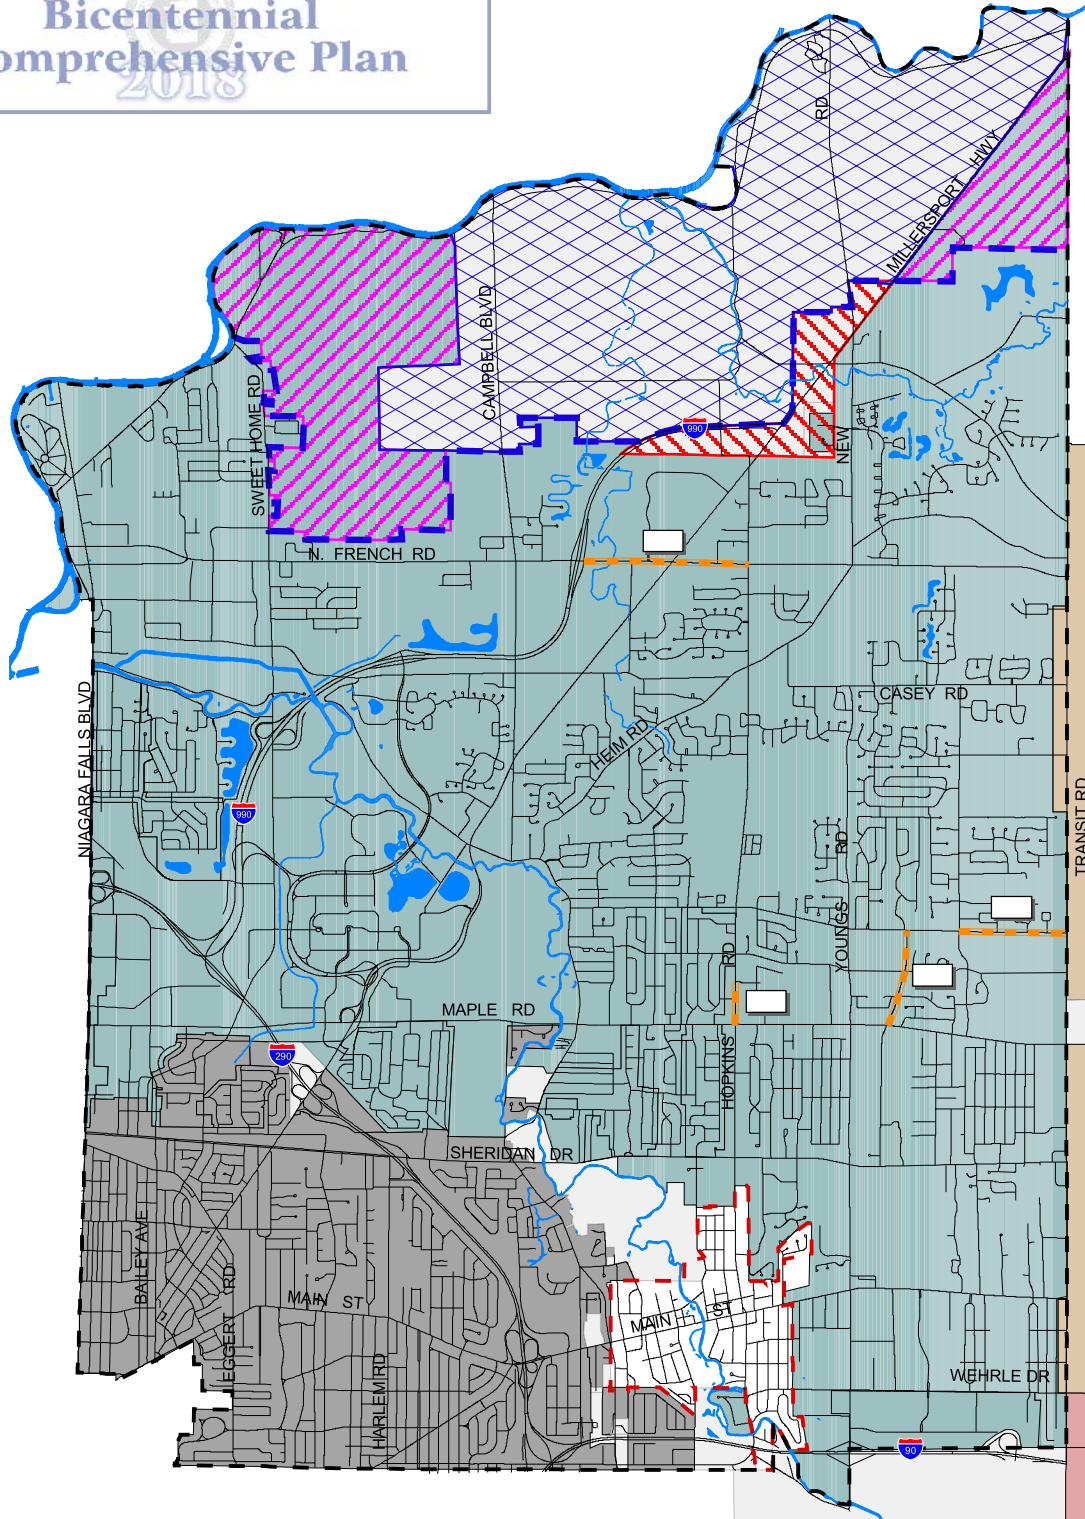 Bicentennial
omprehensive Plan
2018
RD
MILLERSPORT HWY
CAMPBELL BLVD
SWEET HOME RD
990
NEW
N. FRENCH RD
CASEY RD
NIAGARA FALLS BLVD
HEIM RD
TRANSIT RD
990
YOUNGS RD
HOPKINS RD
MAPLE RD
290
SHERIDAN DR
BAILEY AVE
EGGERT RD
MAIN ST
MAIN ST
HARLEM RD
WEHRLE DR
90